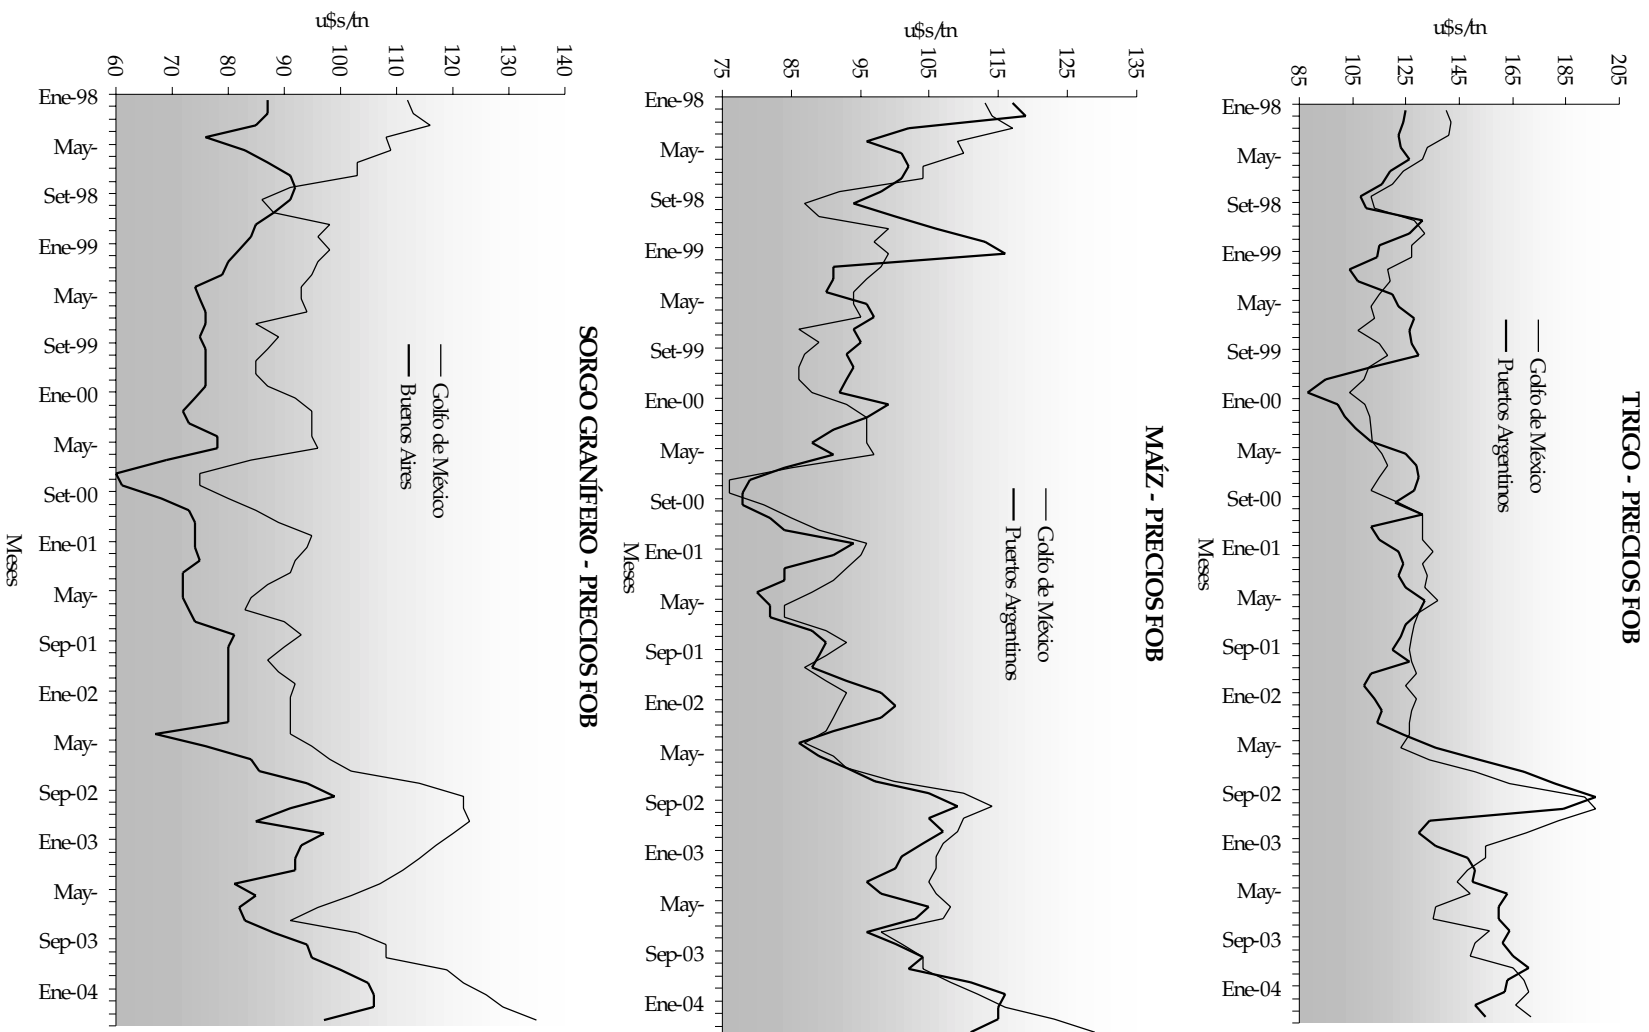 TRIGO - PRECIOS FOB
u$s/tn
205
185
165
145
125
105
85
Golfo de México
Puertos Argentinos
Ene-98
May-
Set-98
Ene-99
May-
Set-99
Ene-00
May-
Set-00
Ene-01
May-
Sep-01
Ene-02
May-
Sep-02
Ene-03
May-
Sep-03
Ene-04
Meses
MAÍZ - PRECIOS FOB
u$s/tn
135
125
115
105
95
85
75
Golfo de México
Puertos Argentinos
Ene-98
May-
Set-98
Ene-99
May-
Set-99
Ene-00
May-
Set-00
Ene-01
May-
Sep-01
Ene-02
May-
Sep-02
Ene-03
May-
Sep-03
Ene-04
Meses
SORGO GRANÍFERO - PRECIOS FOB
u$s/tn
140
130
120
110
100
90
80
70
60
Golfo de México
Buenos Aires
Ene-98
May-
Set-98
Ene-99
May-
Set-99
Ene-00
May-
Set-00
Ene-01
May-
Sep-01
Ene-02
May-
Sep-02
Ene-03
May-
Sep-03
Ene-04
Meses